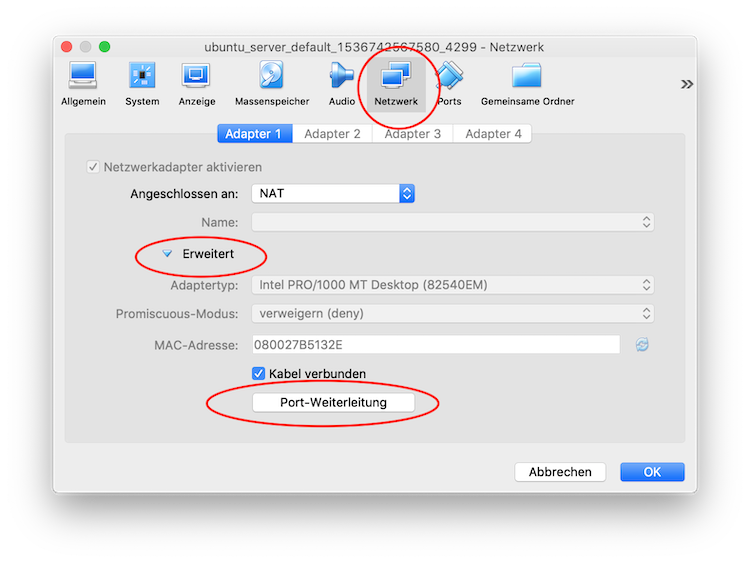 ubuntu_server_default_1536742567580_4299 - Netzwerk
Allgemein System Anzeige Massenspeicher Audio Netzwerk Ports Gemeinsame Ordner
Adapter 1 Adapter 2 Adapter 3 Adapter 4
Netzwerkadapter aktivieren
Angeschlossen an: NAT
Name:
Erweitert
Adaptertyp: Intel PRO/1000 MT Desktop (82540EM)
Promiscuous-Modus: verweigern (deny)
MAC-Adresse: 080027B5132E
Kabel verbunden
Port-Weiterleitung
Abbrechen OK